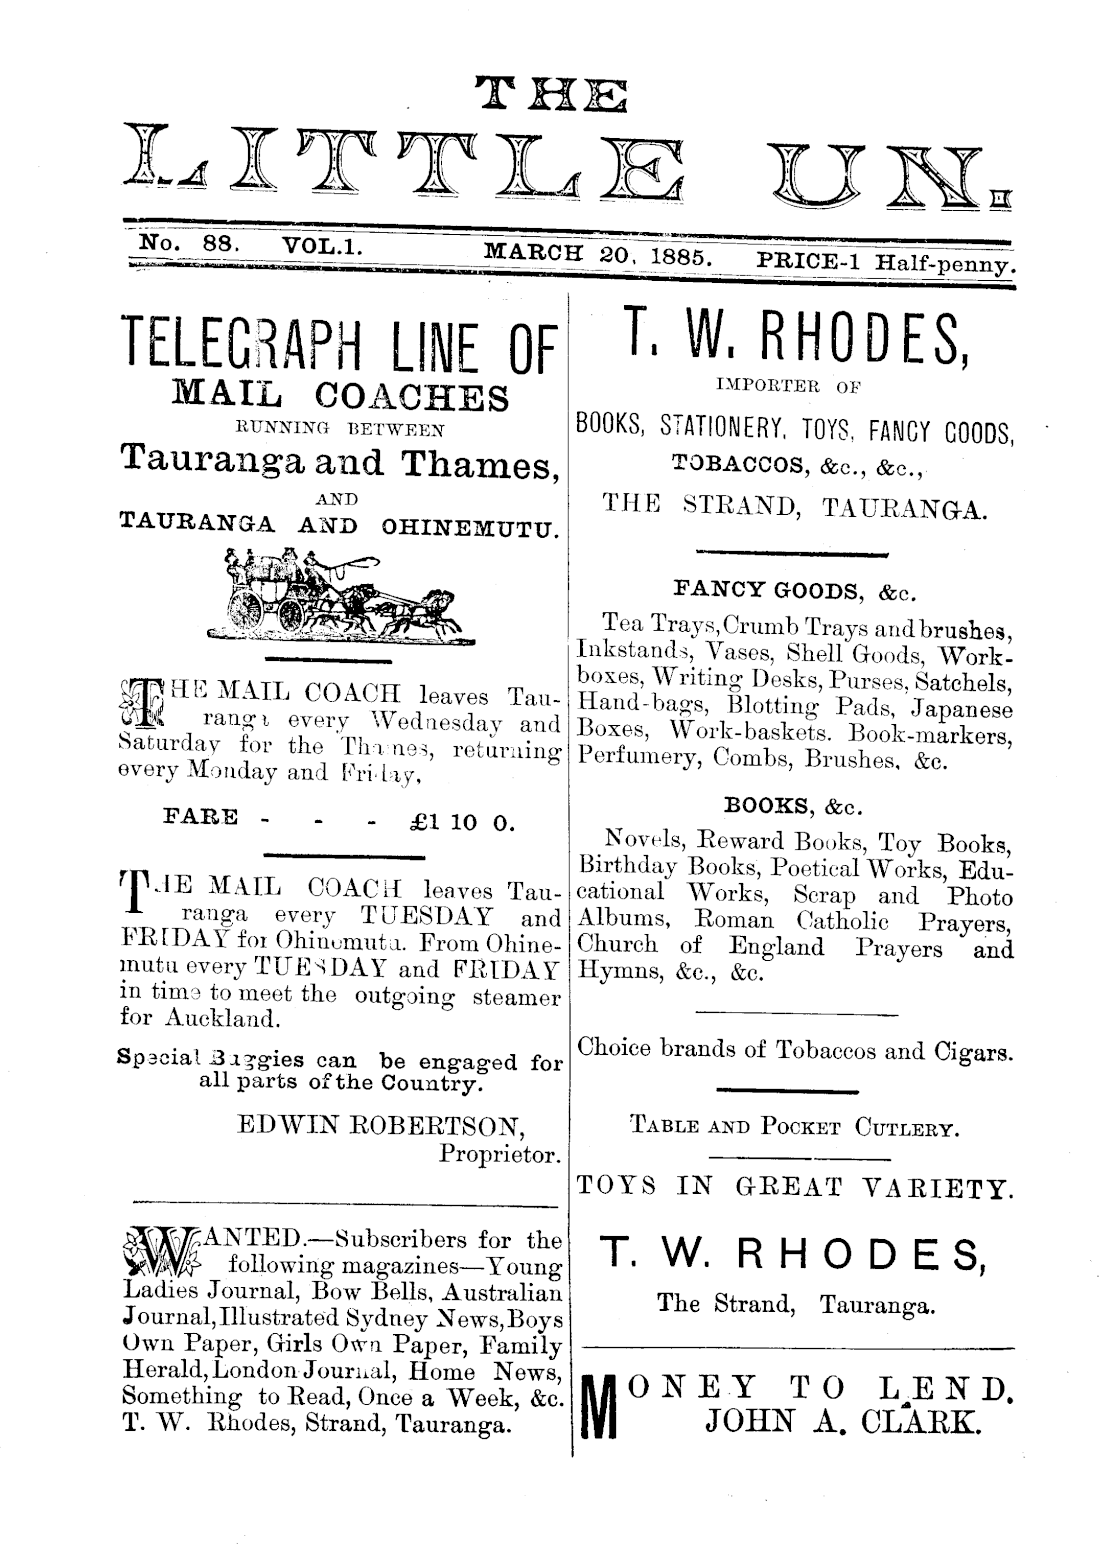 THE
LITTLE UN.
No. 88. VOL.1. MARCH 20, 1885. PRICE-1 Half-penny.
TELEGRAPH LINE OF
MAIL COACHES
RUNNING BETWEEN
Tauranga and Thames,
AND
TAURANGA AND OHINEMUTU.
THE MAIL COACH leaves Tau-
ranga every Wednesday and
Saturday for the Thames, returning
every Monday and Friday,
FARE - - - £1 10 0.
THE MAIL COACH leaves Tau-
ranga every TUESDAY and
FRIDAY for Ohinemutu. From Ohine-
mutu every TUESDAY and FRIDAY
in time to meet the outgoing steamer
for Auckland.
Special Buggies can be engaged for
all parts of the Country.
EDWIN ROBERTSON,
Proprietor.
WANTED.—Subscribers for the
following magazines—Young
Ladies Journal, Bow Bells, Australian
Journal, Illustrated Sydney News, Boys
Own Paper, Girls Own Paper, Family
Herald, London Journal, Home News,
Something to Read, Once a Week, &c.
T. W. Rhodes, Strand, Tauranga.
T. W. RHODES,
IMPORTER OF
BOOKS, STATIONERY, TOYS, FANCY GOODS,
TOBACCOS, &c., &c.,
THE STRAND, TAURANGA.
FANCY GOODS, &c.
Tea Trays, Crumb Trays and brushes,
Inkstands, Vases, Shell Goods, Work-
boxes, Writing Desks, Purses, Satchels,
Hand-bags, Blotting Pads, Japanese
Boxes, Work-baskets. Book-markers,
Perfumery, Combs, Brushes, &c.
BOOKS, &c.
Novels, Reward Books, Toy Books,
Birthday Books, Poetical Works, Edu-
cational Works, Scrap and Photo
Albums, Roman Catholic Prayers,
Church of England Prayers and
Hymns, &c., &c.
Choice brands of Tobaccos and Cigars.
TABLE AND POCKET CUTLERY.
TOYS IN GREAT VARIETY.
T. W. RHODES,
The Strand, Tauranga.
MONEY TO LEND.
JOHN A. CLARK.